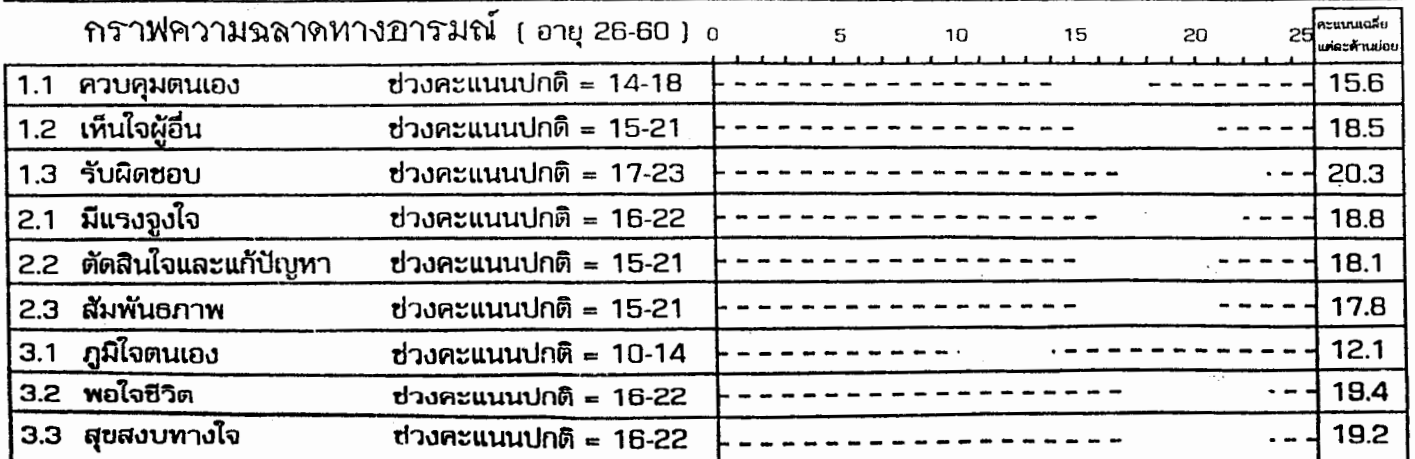 กราฟความฉลาดทางอารมณ์ ( อายุ 26-60 ) 0 5 10 15 20 25 คะแนนเฉลี่ย
แต่ละด้านย่อย
1.1 ควบคุมตนเอง ช่วงคะแนนปกติ = 14-18 15.6
1.2 เห็นใจผู้อื่น ช่วงคะแนนปกติ = 15-21 18.5
1.3 รับผิดชอบ ช่วงคะแนนปกติ = 17-23 20.3
2.1 มีแรงจูงใจ ช่วงคะแนนปกติ = 16-22 18.8
2.2 ตัดสินใจและแก้ปัญหา ช่วงคะแนนปกติ = 15-21 18.1
2.3 สัมพันธภาพ ช่วงคะแนนปกติ = 15-21 17.8
3.1 ภูมิใจตนเอง ช่วงคะแนนปกติ = 10-14 12.1
3.2 พอใจชีวิต ช่วงคะแนนปกติ = 16-22 19.4
3.3 สุขสงบทางใจ ช่วงคะแนนปกติ = 16-22 19.2